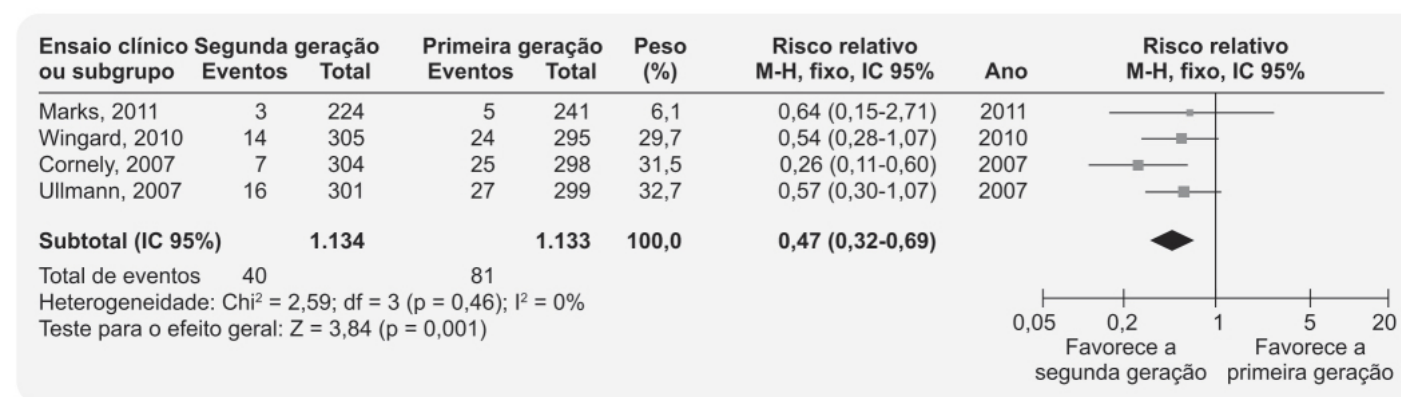 Ensaio clínico Segunda geração Primeira geração Peso Risco relativo Risco relativo
ou subgrupo Eventos Total Eventos Total (%) M-H, fixo, IC 95% Ano M-H, fixo, IC 95%
Marks, 2011 3 224 5 241 6,1 0,64 (0,15-2,71) 2011
Wingard, 2010 14 305 24 295 29,7 0,54 (0,28-1,07) 2010
Cornely, 2007 7 304 25 298 31,5 0,26 (0,11-0,60) 2007
Ullmann, 2007 16 301 27 299 32,7 0,57 (0,30-1,07) 2007
Subtotal (IC 95%) 1.134 1.133 100,0 0,47 (0,32-0,69)
Total de eventos 40 81
Heterogeneidade: Chi² = 2,59; df = 3 (p = 0,46); I² = 0%
Teste para o efeito geral: Z = 3,84 (p = 0,001)
0,05 0,2 1 5 20
Favorece a Favorece a
segunda geração primeira geração